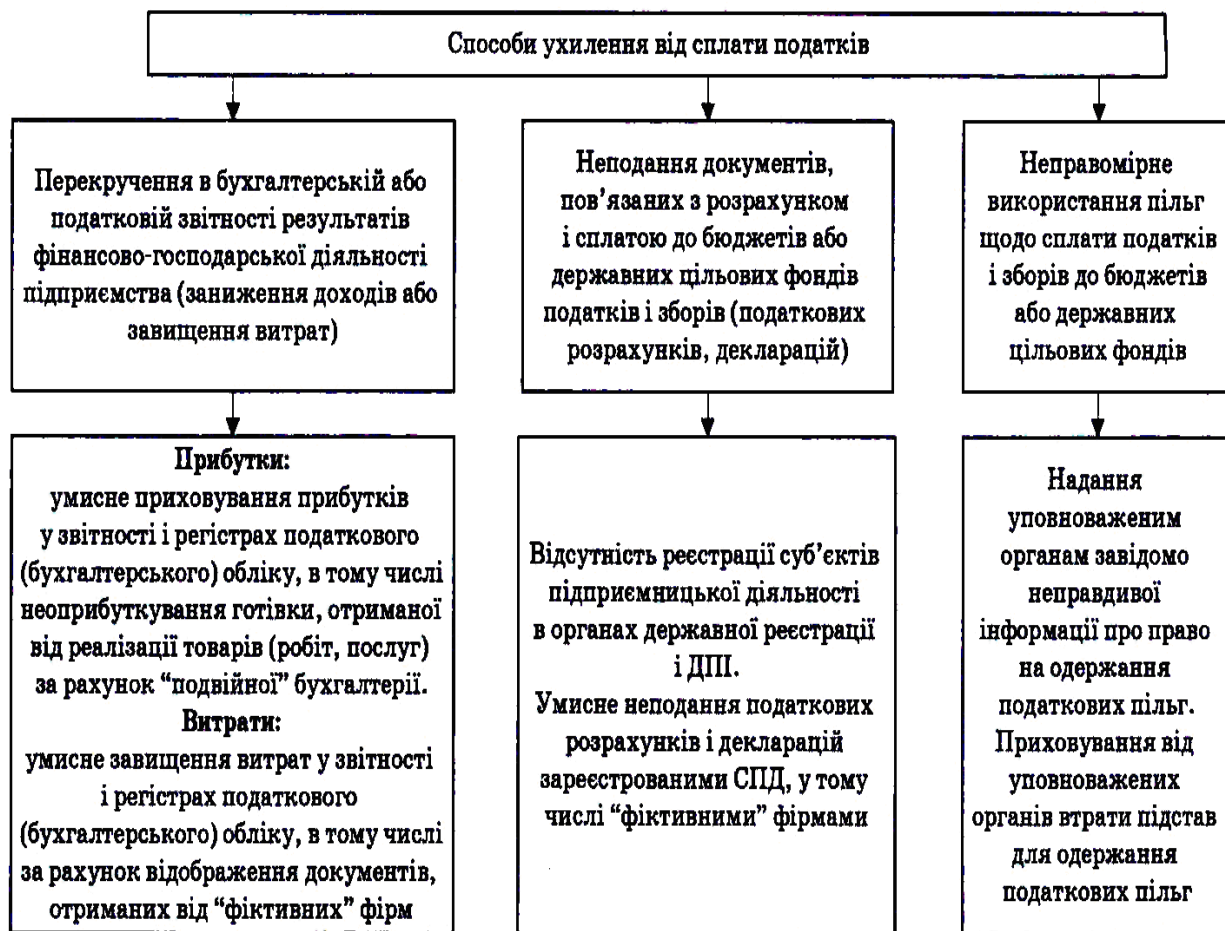 Способи ухилення від сплати податків
Перекручення в бухгалтерській або
податковій звітності результатів
фінансово-господарської діяльності
підприємства (заниження доходів або
завищення витрат)
Неподання документів,
пов’язаних з розрахунком
і сплатою до бюджетів або
державних цільових фондів
податків і зборів (податкових
розрахунків, декларацій)
Неправомірне
використання пільг
щодо сплати податків
і зборів до бюджетів
або державних
цільових фондів
Прибутки:
умисне приховування прибутків
у звітності і регістрах податкового
(бухгалтерського) обліку, в тому числі
неоприбуткування готівки, отриманої
від реалізації товарів (робіт, послуг)
за рахунок “подвійної” бухгалтерії.
Витрати:
умисне завищення витрат у звітності
і регістрах податкового
(бухгалтерського) обліку, в тому числі
за рахунок відображення документів,
отриманих від “фіктивних” фірм
Відсутність реєстрації суб’єктів
підприємницької діяльності
в органах державної реєстрації
і ДПІ.
Умисне неподання податкових
розрахунків і декларацій
зареєстрованими СПД, у тому
числі “фіктивними” фірмами
Надання
уповноваженим
органам завідомо
неправдивої
інформації про право
на одержання
податкових пільг.
Приховування від
уповноважених
органів втрати підстав
для одержання
податкових пільг